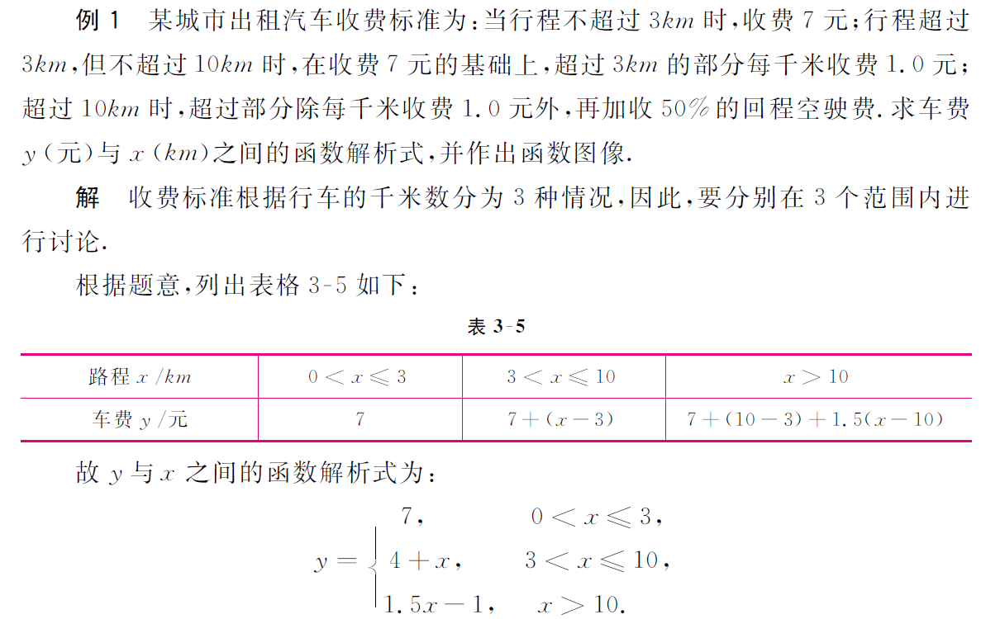 例 1 某城市出租汽车收费标准为:当行程不超过 3km 时,收费 7 元;行程超过
3km,但不超过 10km 时,在收费 7 元的基础上,超过 3km 的部分每千米收费 1.0 元;
超过 10km 时,超过部分除每千米收费 1.0 元外,再加收 50%的回程空驶费.求车费
y (元)与 x (km)之间的函数解析式,并作出函数图像.
解 收费标准根据行车的千米数分为 3 种情况,因此,要分别在 3 个范围内进
行讨论.
根据题意,列出表格 3-5 如下:
表 3-5
路程 x /km 0<x≤3 3<x≤10 x>10
车费 y /元 7 7+(x-3) 7+(10-3)+1.5(x-10)
故 y 与 x 之间的函数解析式为:
7, 0<x≤3,
y={ 4+x, 3<x≤10,
1.5x-1, x>10.